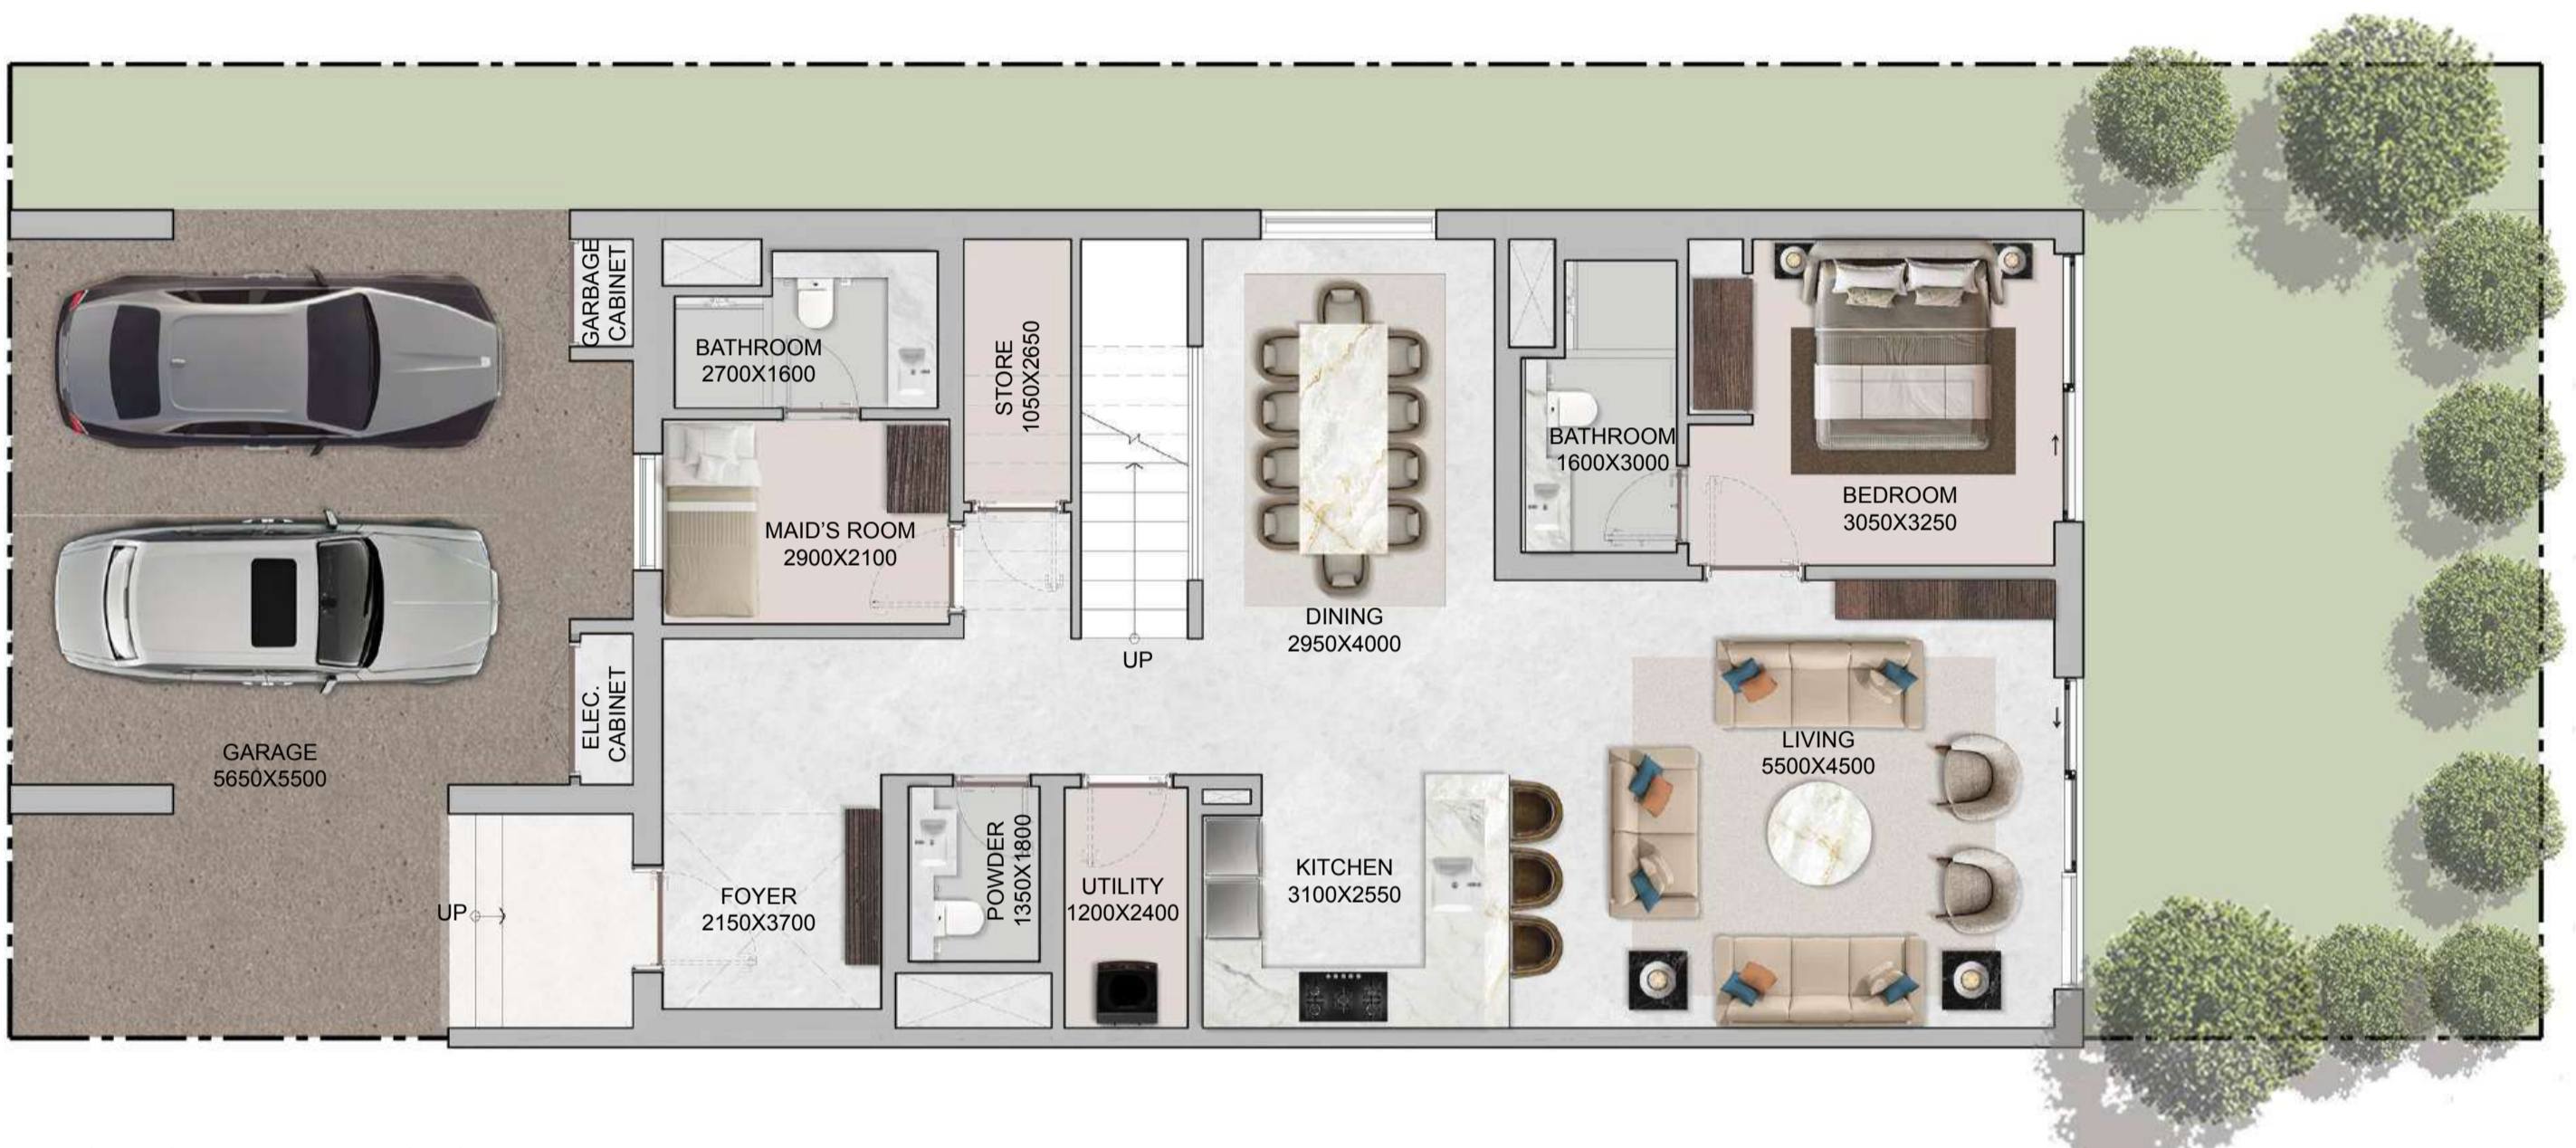 GARBAGE
CABINET
BATHROOM
2700X1600
STORE
1050X2650
MAID'S ROOM
2900X2100
UP
DINING
2950X4000
BATHROOM
1600X3000
BEDROOM
3050X3250
ELEC.
CABINET
GARAGE
5650X5500
UP
FOYER
2150X3700
POWDER
1350X1800
UTILITY
1200X2400
KITCHEN
3100X2550
LIVING
5500X4500